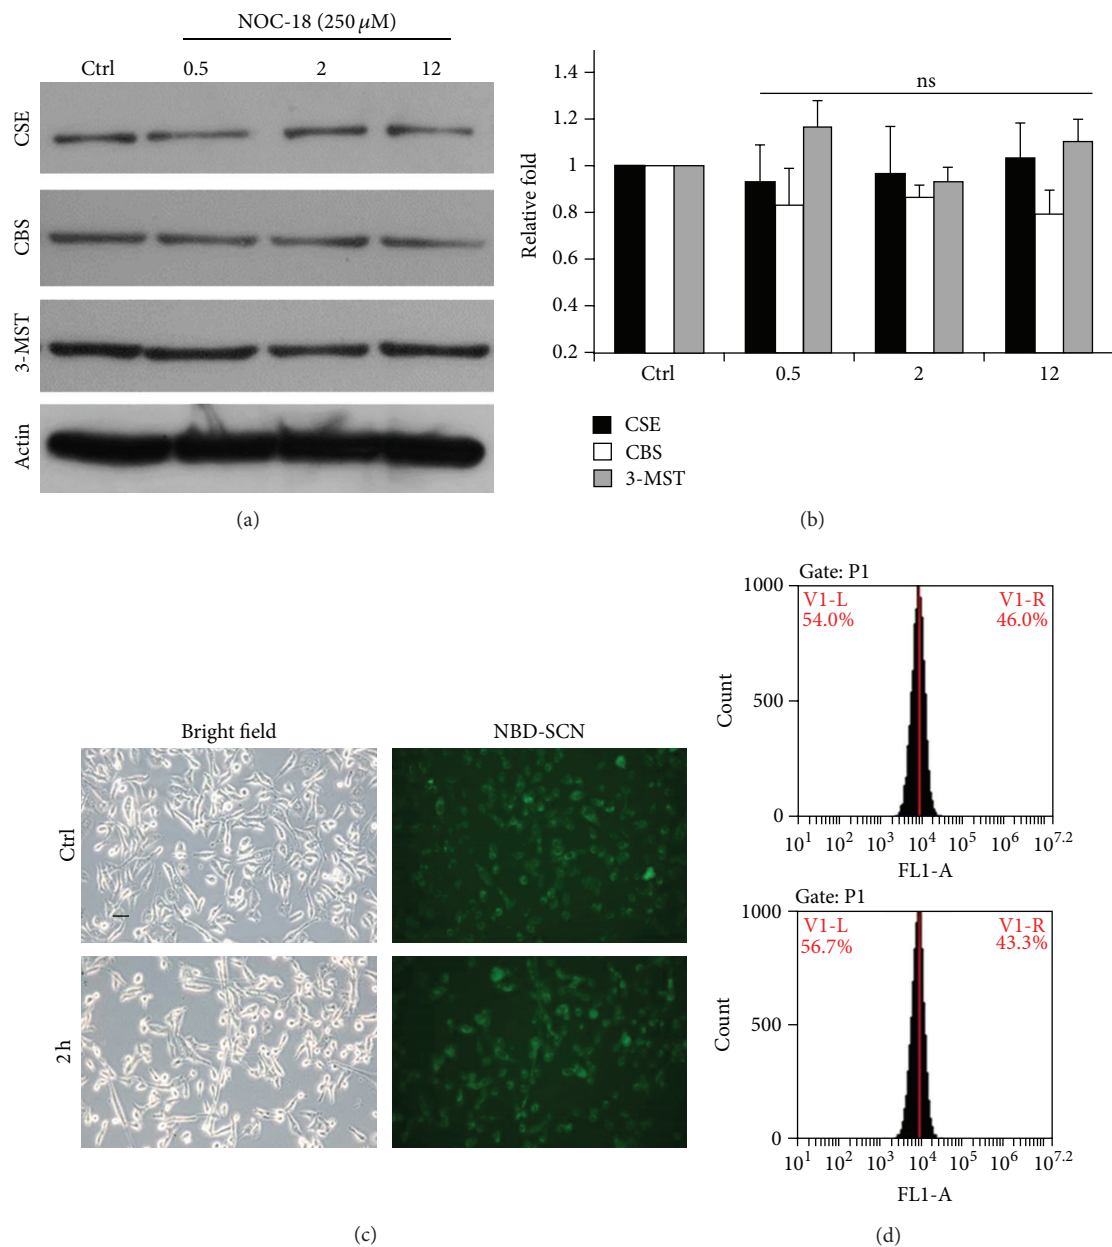 NOC-18 (250 μM)
Ctrl 0.5 2 12
CSE
CBS
3-MST
Actin
(a)
Relative fold
1.4
1.2
1
0.8
0.6
0.4
0.2
ns
Ctrl 0.5 2 12
CSE
CBS
3-MST
(b)
Bright field NBD-SCN
Ctrl
2 h
(c)
Gate: P1
Count
1000
500
0
V1-L V1-R
54.0% 46.0%
10^1 10^2 10^3 10^4 10^5 10^6 10^7.2
FL1-A
Gate: P1
Count
1000
500
0
V1-L V1-R
56.7% 43.3%
10^1 10^2 10^3 10^4 10^5 10^6 10^7.2
FL1-A
(d)